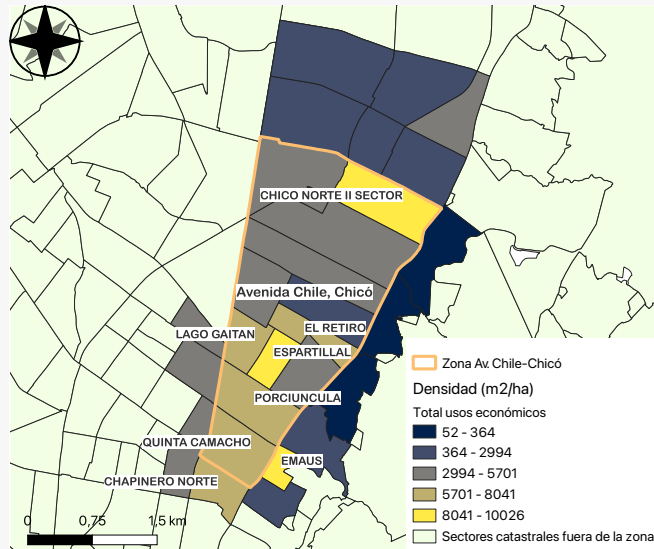 CHICO NORTE II SECTOR
Avenida Chile, Chicó
EL RETIRO
LAGO GAITAN
ESPARTILLAL
PORCIUNCULA
QUINTA CAMACHO
EMAUS
CHAPINERO NORTE
0 0,75 1,5 km
Zona Av. Chile-Chicó
Densidad (m2/ha)
Total usos económicos
52 - 364
364 - 2994
2994 - 5701
5701 - 8041
8041 - 10026
Sectores catastrales fuera de la zona